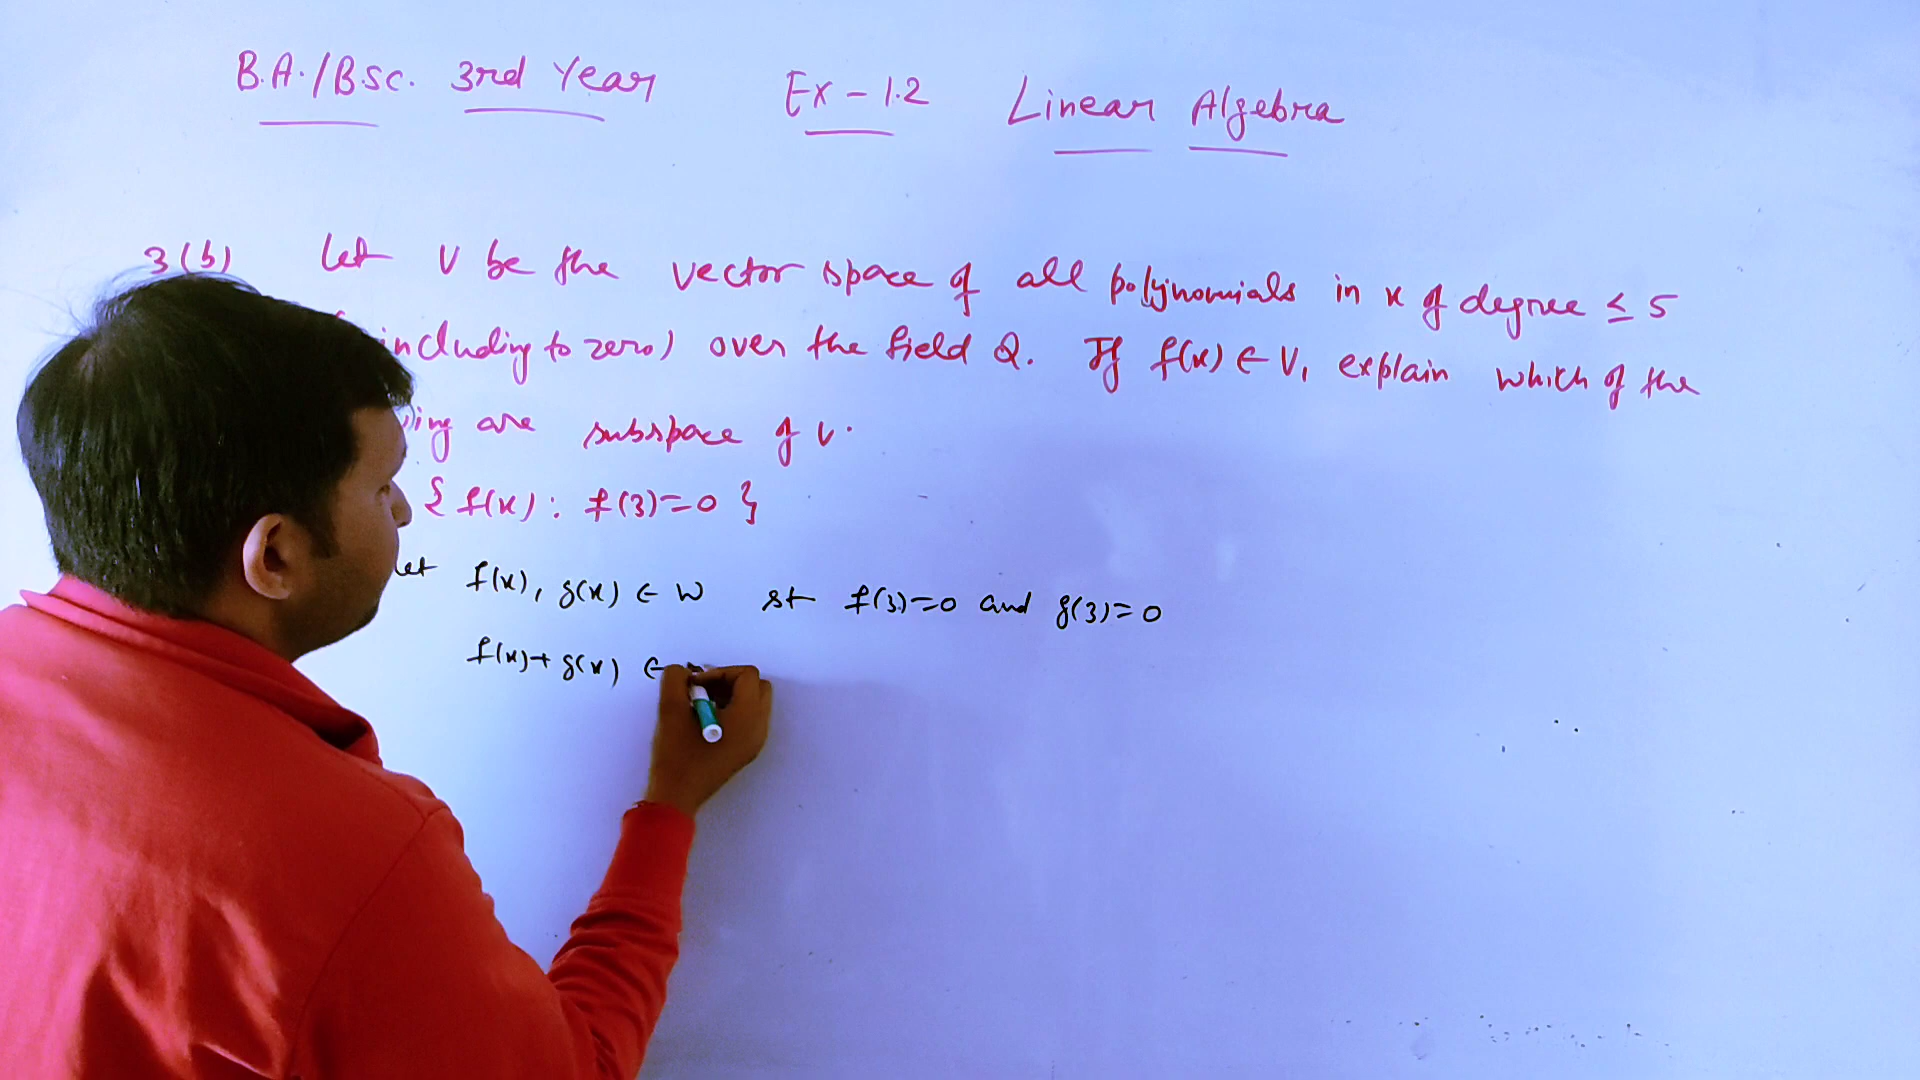 B.A./B.sc. 3rd Year Ex - 1.2 Linear Algebra
3(b) Let V be the vector space of all polynomials in x of degree ≤ 5
including to zero) over the field Q. If f(x) ∈ V, explain which of the
ing are subspace of V.
{ f(x) : f(3)=0 }
Let f(x), g(x) ∈ W st f(3)=0 and g(3)=0
f(x)+g(x) ∈